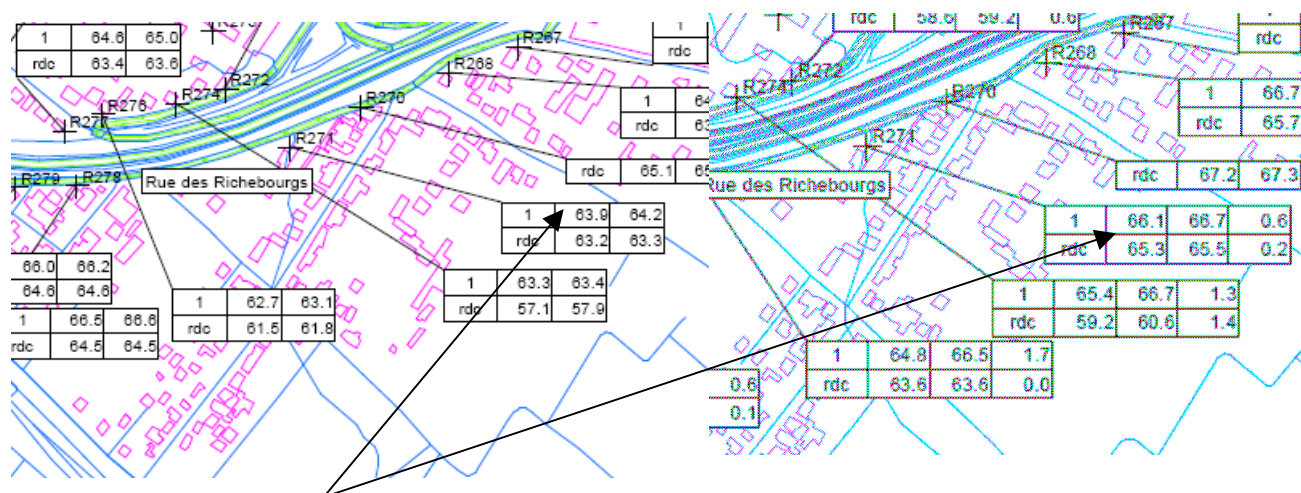 R273
1 64.6 65.0
rdc 63.4 63.6
1
rdc
R267
R268
R272
R276 R274
R270
R277
R271
1
rdc
rdc 65.1
R279 R278
Rue des Richebourgs
1 63.9 64.2
rdc 63.2 63.3
66.0 66.2
64.6 64.6
1 63.3 63.4
rdc 57.1 57.9
1 62.7 63.1
rdc 61.5 61.8
1 66.5 66.6
rdc 64.5 64.5
rdc 58.6 59.2 0.6
R267
rdc
R268
R272
R274
R270
1 66.7
rdc 65.7
R271
rdc 67.2 67.3
Rue des Richebourgs
1 66.1 66.7 0.6
rdc 65.3 65.5 0.2
1 65.4 66.7 1.3
rdc 59.2 60.6 1.4
1 64.8 66.5 1.7
rdc 63.6 63.6 0.0
0.6
0.1